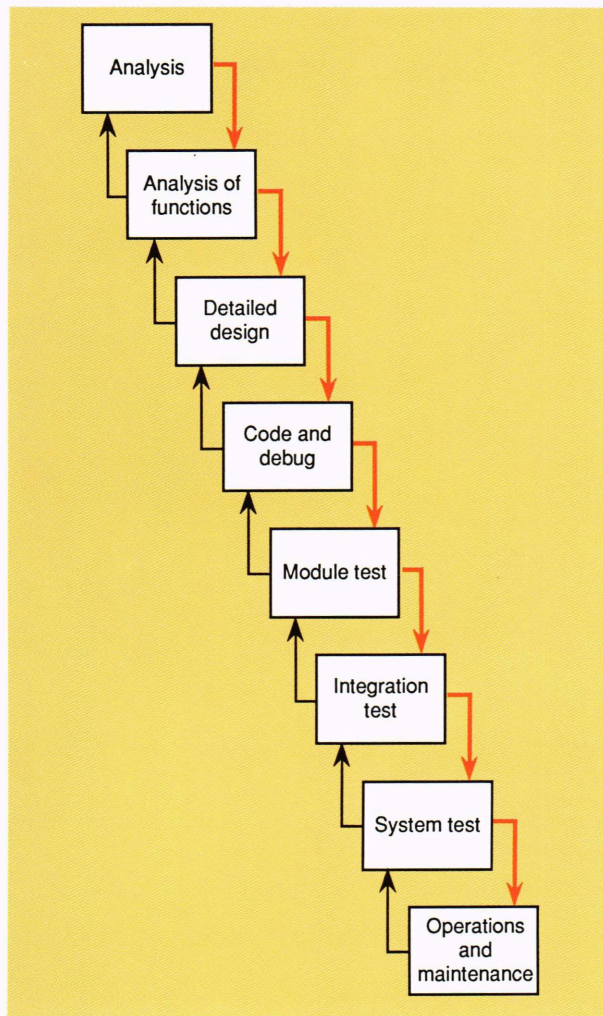 Analysis
Analysis of
functions
Detailed
design
Code and
debug
Module test
Integration
test
System test
Operations
and
maintenance